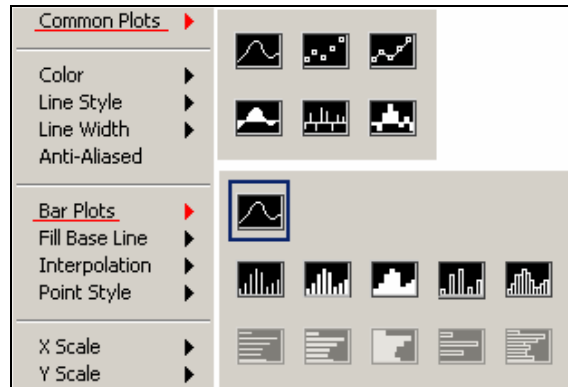 Common Plots
Color
Line Style
Line Width
Anti-Aliased
Bar Plots
Fill Base Line
Interpolation
Point Style
X Scale
Y Scale